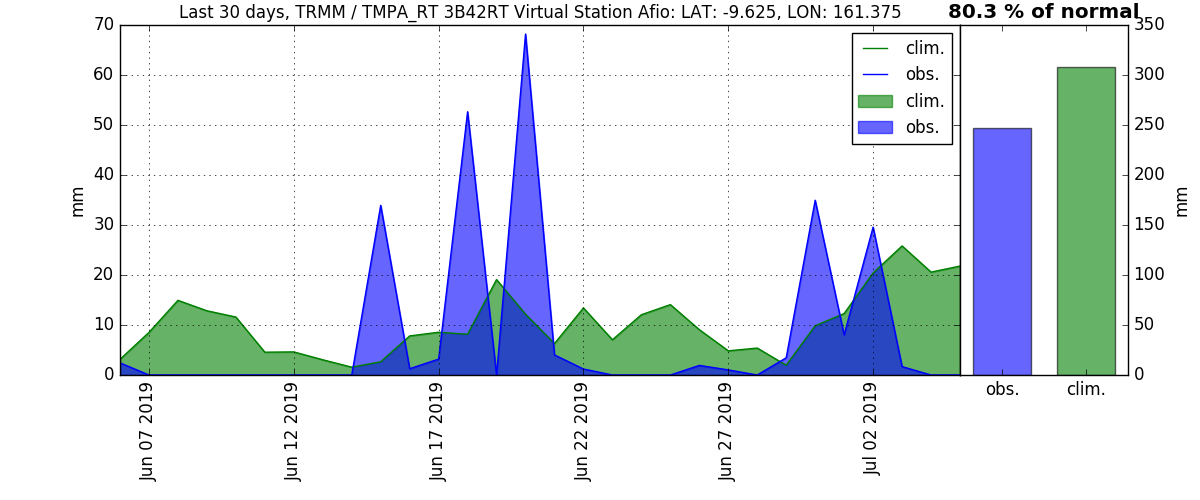 Last 30 days, TRMM / TMPA_RT 3B42RT Virtual Station Afio: LAT: -9.625, LON: 161.375
80.3 % of normal
70
60
50
40
30
20
10
0
mm
clim.
obs.
clim.
obs.
Jun 07 2019
Jun 12 2019
Jun 17 2019
Jun 22 2019
Jun 27 2019
Jul 02 2019
350
300
250
200
150
100
50
0
mm
obs.
clim.